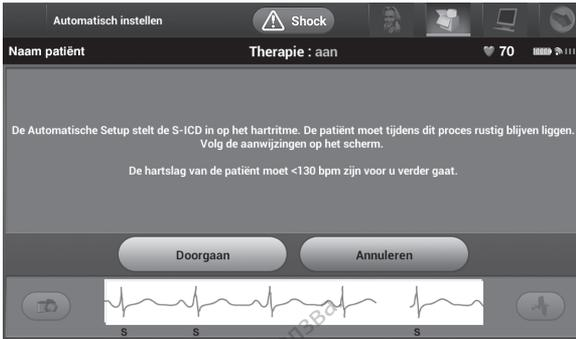 Automatisch instellen
Shock
Naam patiënt
Therapie : aan
70
De Automatische Setup stelt de S-ICD in op het hartritme. De patiënt moet tijdens dit proces rustig blijven liggen.
Volg de aanwijzingen op het scherm.
De hartslag van de patiënt moet <130 bpm zijn voor u verder gaat.
Doorgaan
Annuleren
S S S